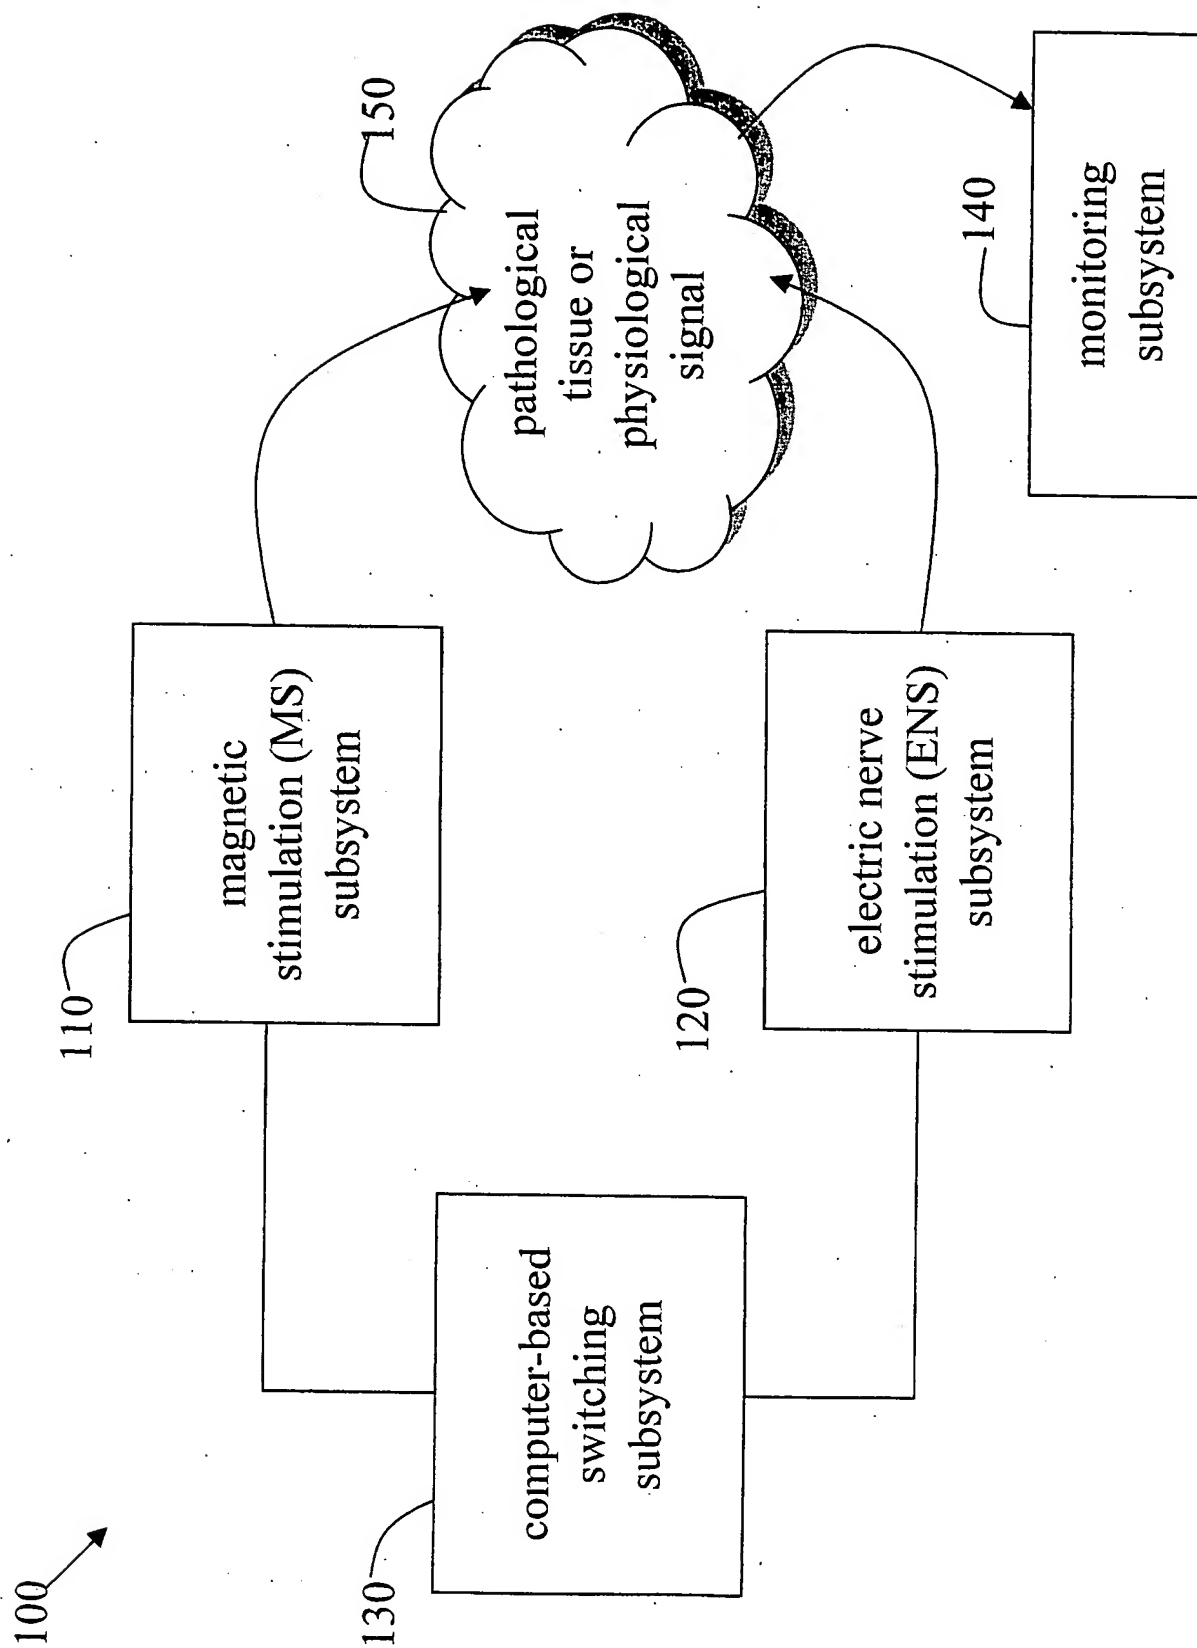 100
130
computer-based
switching
subsystem
110
magnetic
stimulation (MS)
subsystem
120
electric nerve
stimulation (ENS)
subsystem
150
pathological
tissue or
physiological
signal
140
monitoring
subsystem